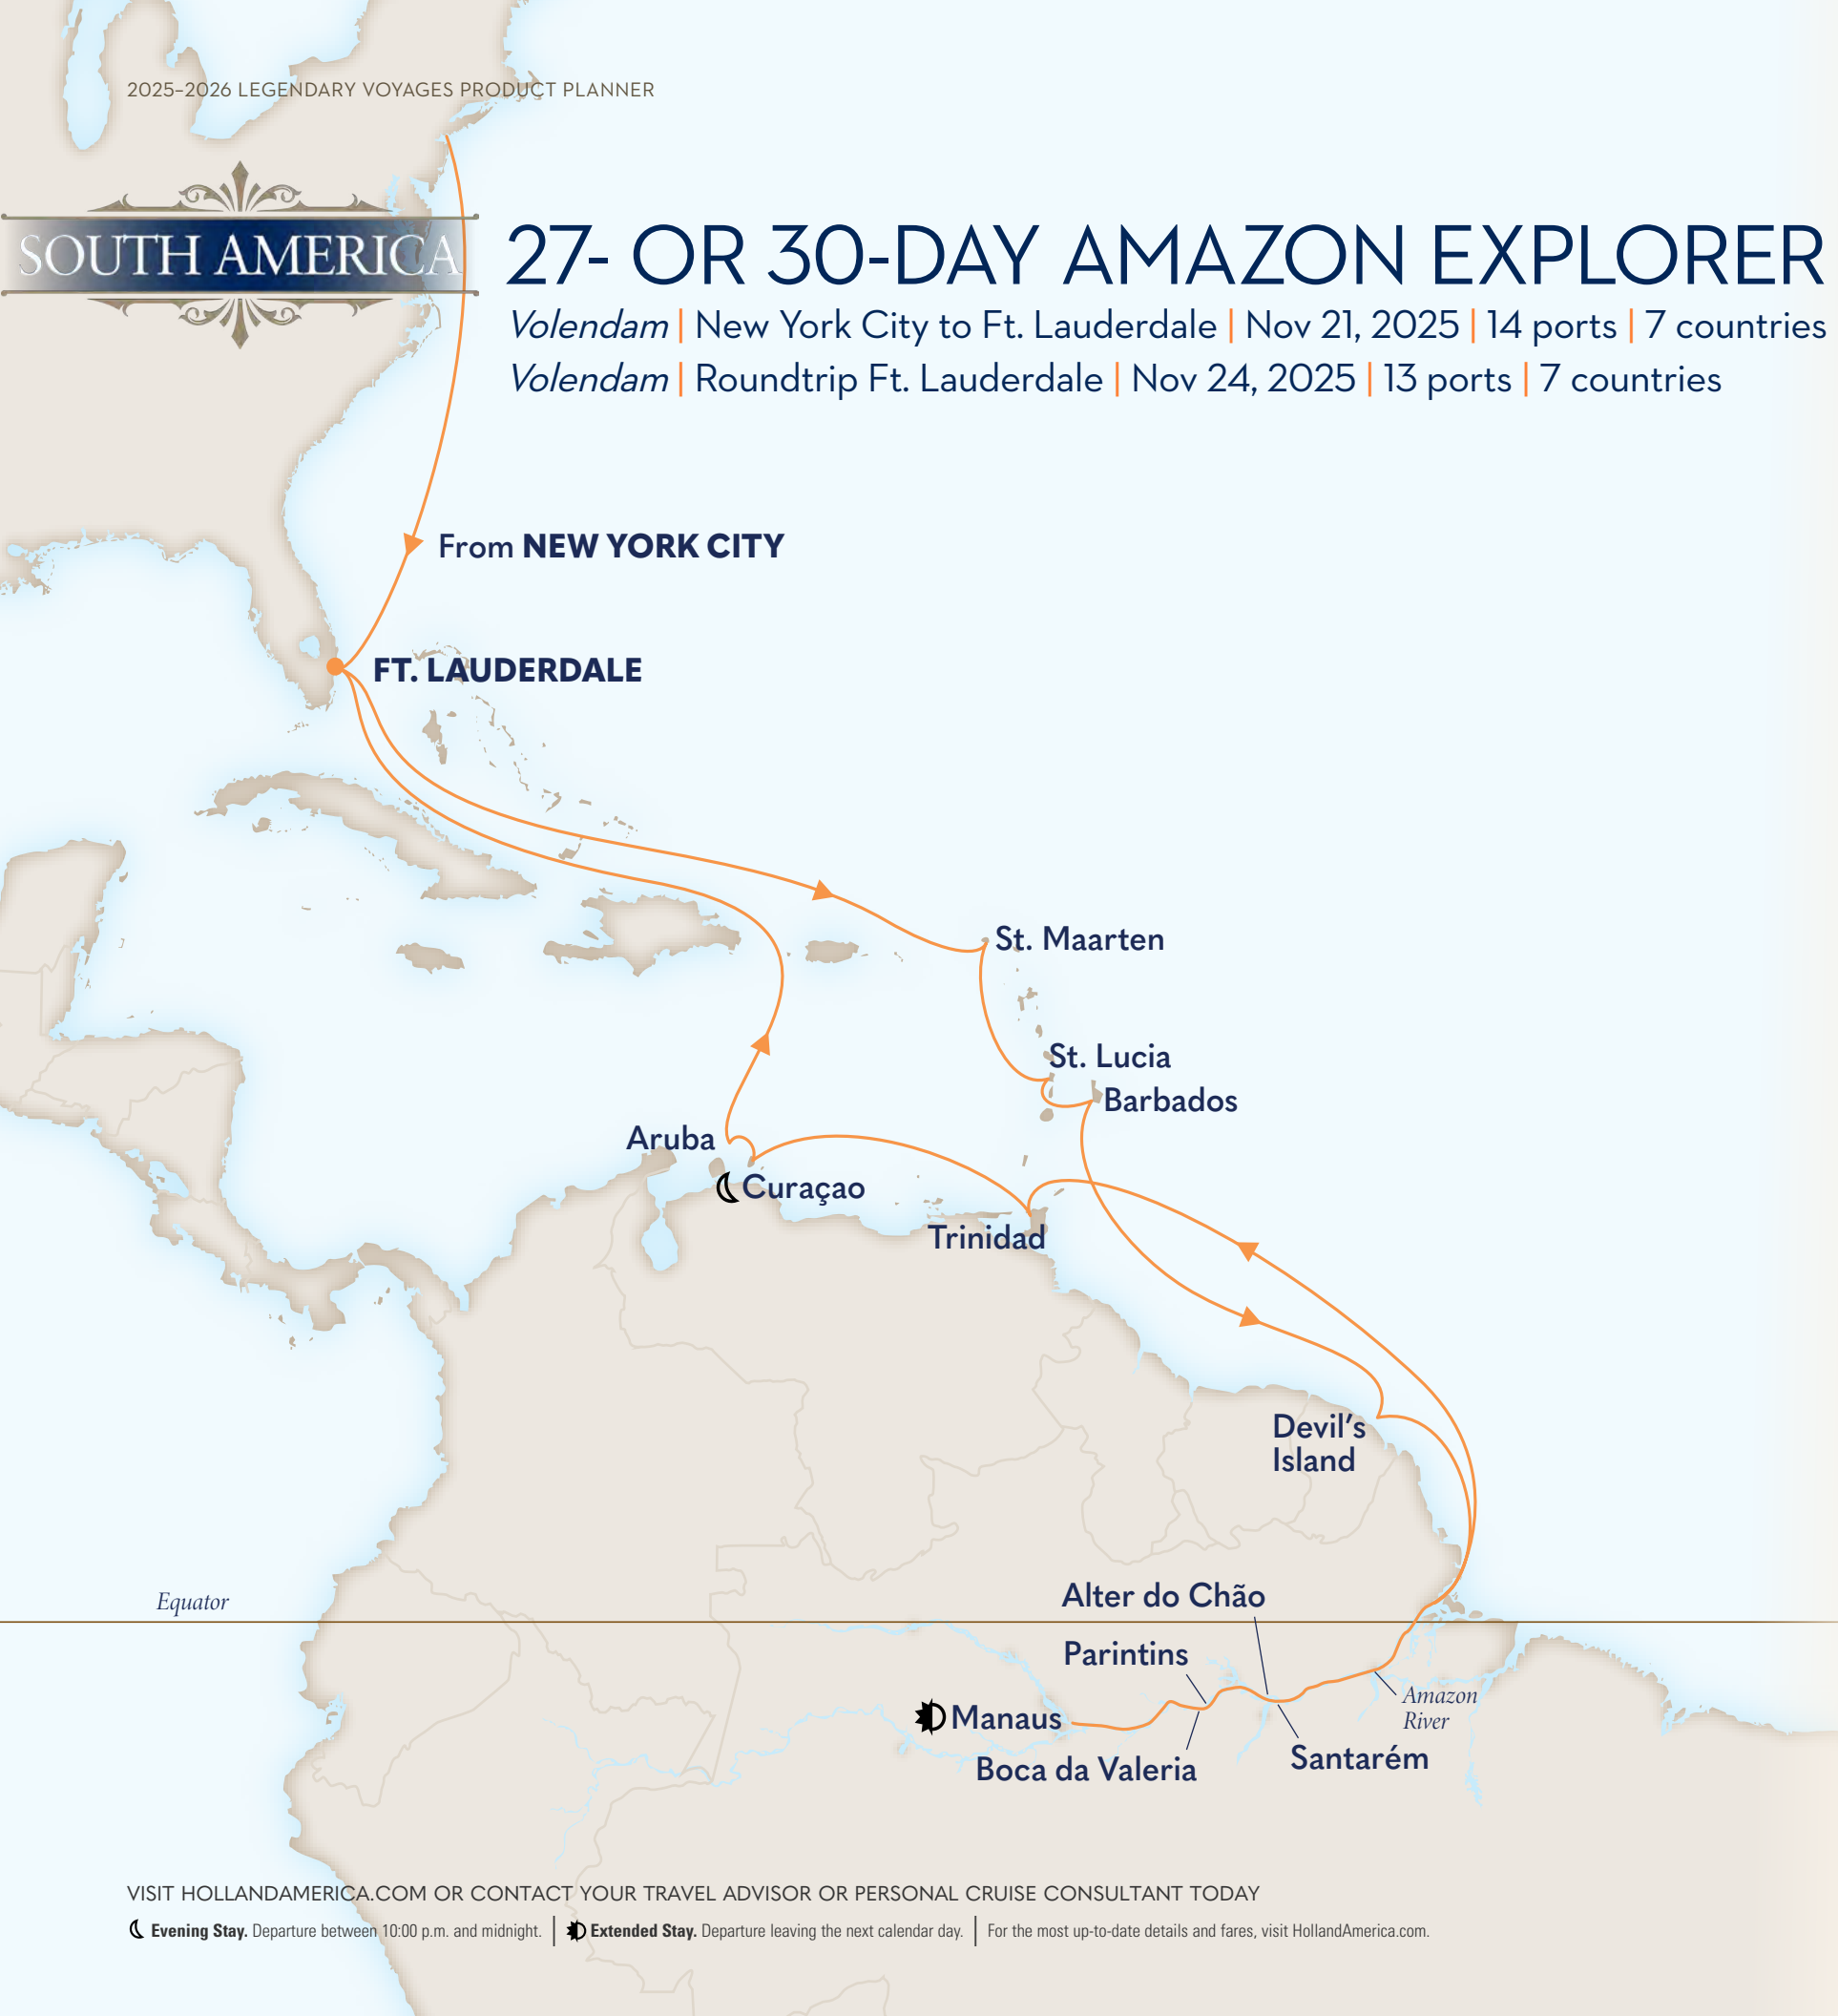 2025–2026 LEGENDARY VOYAGES PRODUCT PLANNER
SOUTH AMERICA
27- OR 30-DAY AMAZON EXPLORER
Volendam | New York City to Ft. Lauderdale | Nov 21, 2025 | 14 ports | 7 countries
Volendam | Roundtrip Ft. Lauderdale | Nov 24, 2025 | 13 ports | 7 countries
From NEW YORK CITY
FT. LAUDERDALE
St. Maarten
St. Lucia
Barbados
Aruba
Curaçao
Trinidad
Devil's
Island
Equator
Alter do Chão
Parintins
Manaus
Amazon
River
Boca da Valeria
Santarém
VISIT HOLLANDAMERICA.COM OR CONTACT YOUR TRAVEL ADVISOR OR PERSONAL CRUISE CONSULTANT TODAY
Evening Stay. Departure between 10:00 p.m. and midnight. | Extended Stay. Departure leaving the next calendar day. | For the most up-to-date details and fares, visit HollandAmerica.com.